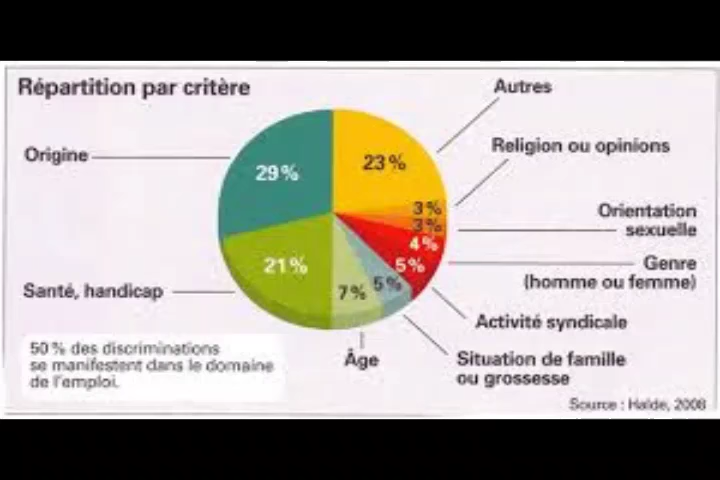 Répartition par critère
Autres
Origine
29 %
23 %
Religion ou opinions
3 %
3 %
Orientation
sexuelle
4 %
Genre
(homme ou femme)
5 %
Activité syndicale
5 %
Situation de famille
ou grossesse
7 %
Âge
21 %
Santé, handicap
50 % des discriminations
se manifestent dans le domaine
de l'emploi.
Source : Halde, 2008